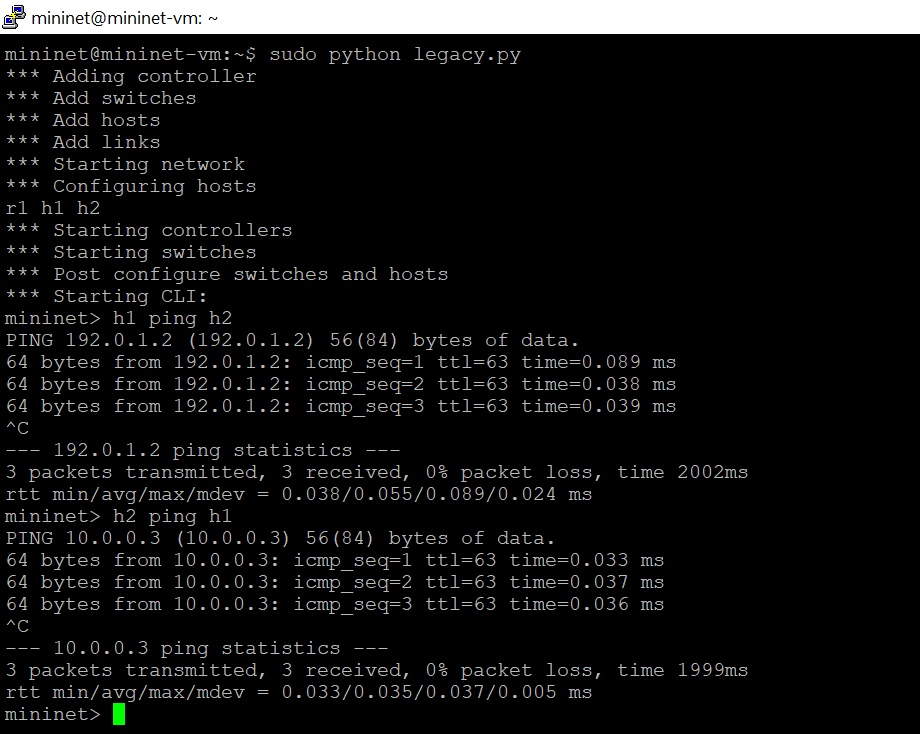 mininet@mininet-vm: ~
mininet@mininet-vm:~$ sudo python legacy.py
*** Adding controller
*** Add switches
*** Add hosts
*** Add links
*** Starting network
*** Configuring hosts
r1 h1 h2
*** Starting controllers
*** Starting switches
*** Post configure switches and hosts
*** Starting CLI:
mininet> h1 ping h2
PING 192.0.1.2 (192.0.1.2) 56(84) bytes of data.
64 bytes from 192.0.1.2: icmp_seq=1 ttl=63 time=0.089 ms
64 bytes from 192.0.1.2: icmp_seq=2 ttl=63 time=0.038 ms
64 bytes from 192.0.1.2: icmp_seq=3 ttl=63 time=0.039 ms
^C
--- 192.0.1.2 ping statistics ---
3 packets transmitted, 3 received, 0% packet loss, time 2002ms
rtt min/avg/max/mdev = 0.038/0.055/0.089/0.024 ms
mininet> h2 ping h1
PING 10.0.0.3 (10.0.0.3) 56(84) bytes of data.
64 bytes from 10.0.0.3: icmp_seq=1 ttl=63 time=0.033 ms
64 bytes from 10.0.0.3: icmp_seq=2 ttl=63 time=0.037 ms
64 bytes from 10.0.0.3: icmp_seq=3 ttl=63 time=0.036 ms
^C
--- 10.0.0.3 ping statistics ---
3 packets transmitted, 3 received, 0% packet loss, time 1999ms
rtt min/avg/max/mdev = 0.033/0.035/0.037/0.005 ms
mininet>